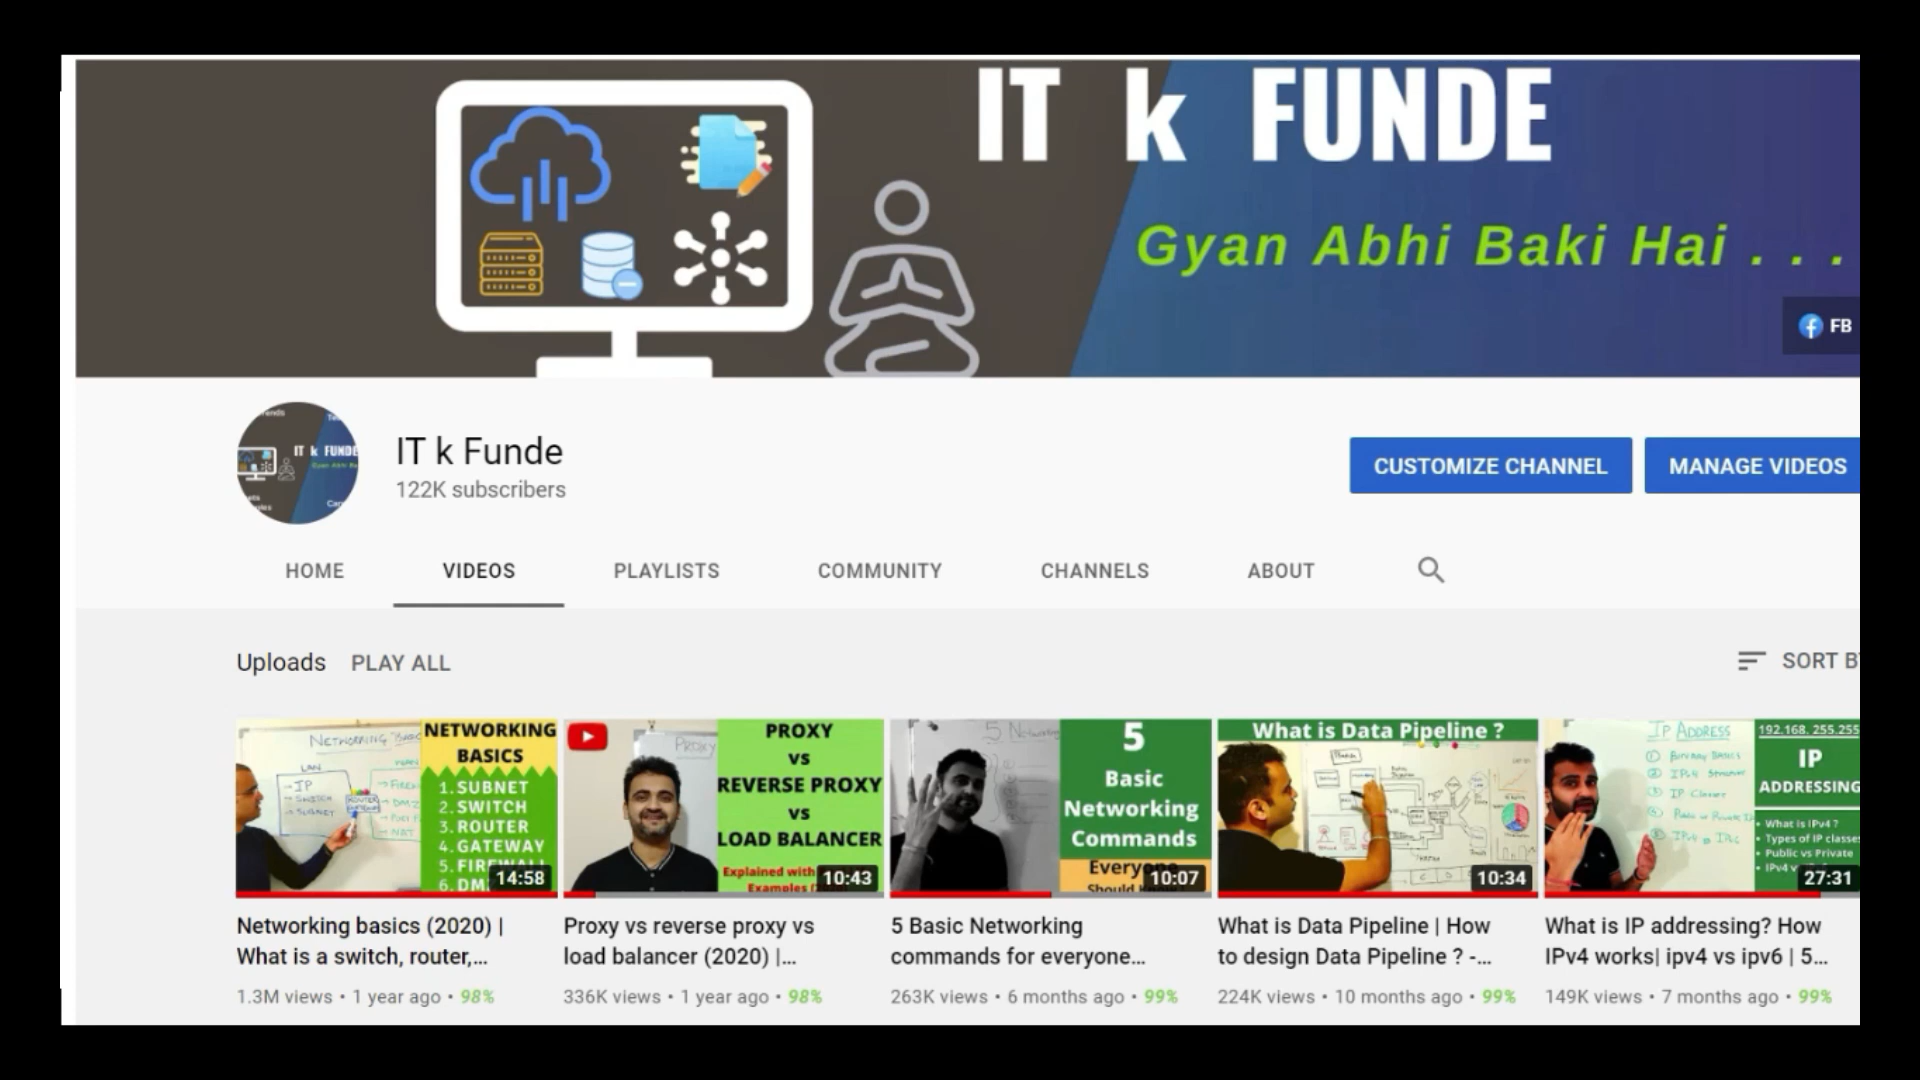 IT k FUNDE
Gyan Abhi Baki Hai . . .
FB
IT k FUNDE
IT k Funde
122K subscribers
CUSTOMIZE CHANNEL
MANAGE VIDEOS
HOME
VIDEOS
PLAYLISTS
COMMUNITY
CHANNELS
ABOUT
Uploads
PLAY ALL
SORT
NETWORKING
BASICS
1. SUBNET
2. SWITCH
3. ROUTER
4. GATEWAY
5. FIREWALL
6.
14:58
LAN
IP
SWITCH
SUBNET
ROUTER
PROXY
VS
REVERSE PROXY
VS
LOAD BALANCER
Explained with
Examples
10:43
5
Basic
Networking
Commands
Everyone
Should
10:07
What is Data Pipeline ?
10:34
IP ADDRESS
192.168. 255.255
IP
ADDRESSING
• What is IPv4 ?
• Types of IP classes
• Public vs Private
• IPv4
27:31
Networking basics (2020) |
What is a switch, router,...
1.3M views • 1 year ago • 98%
Proxy vs reverse proxy vs
load balancer (2020) |...
336K views • 1 year ago • 98%
5 Basic Networking
commands for everyone...
263K views • 6 months ago • 99%
What is Data Pipeline | How
to design Data Pipeline ? -...
224K views • 10 months ago • 99%
What is IP addressing? How
IPv4 works| ipv4 vs ipv6 | 5...
149K views • 7 months ago • 99%